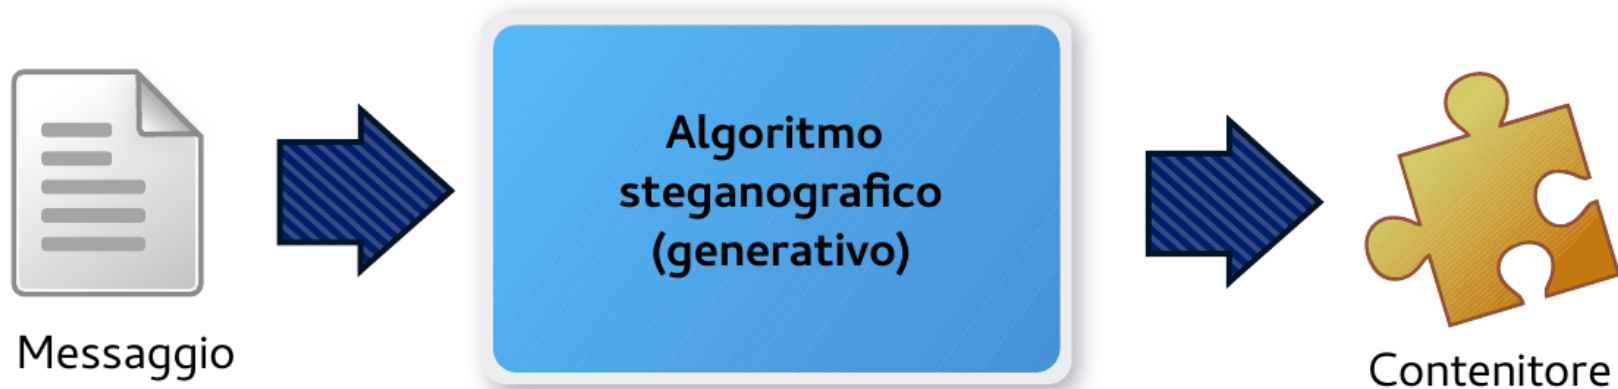 Algoritmo
steganografico
(generativo)
Messaggio
Contenitore